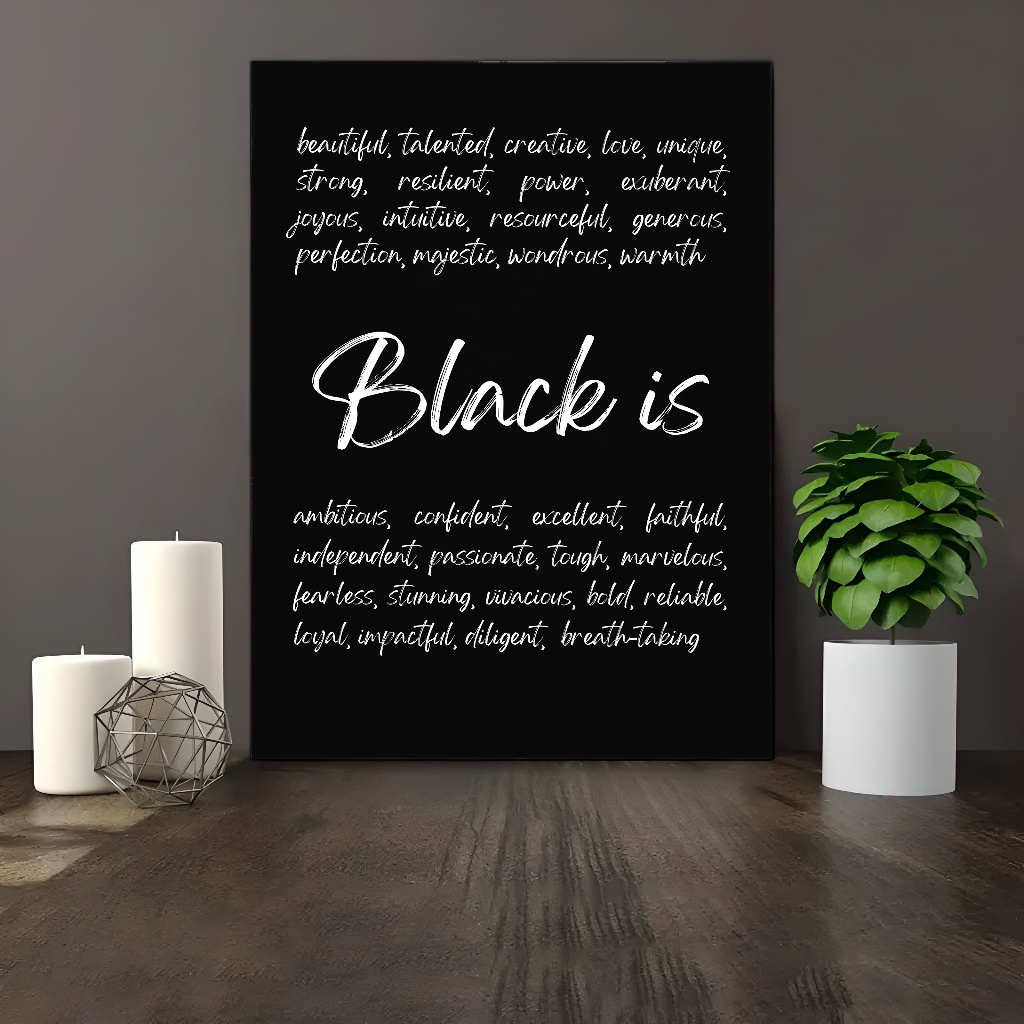 beautiful, talented, creative, love, unique,
strong, resilient, power, exuberant,
joyous, intuitive, resourceful, generous,
perfection, majestic, wondrous, warmth
Black is
ambitious, confident, excellent, faithful,
independent, passionate, tough, marvelous,
fearless, stunning, vivacious, bold, reliable,
loyal, impactful, diligent, breath-taking